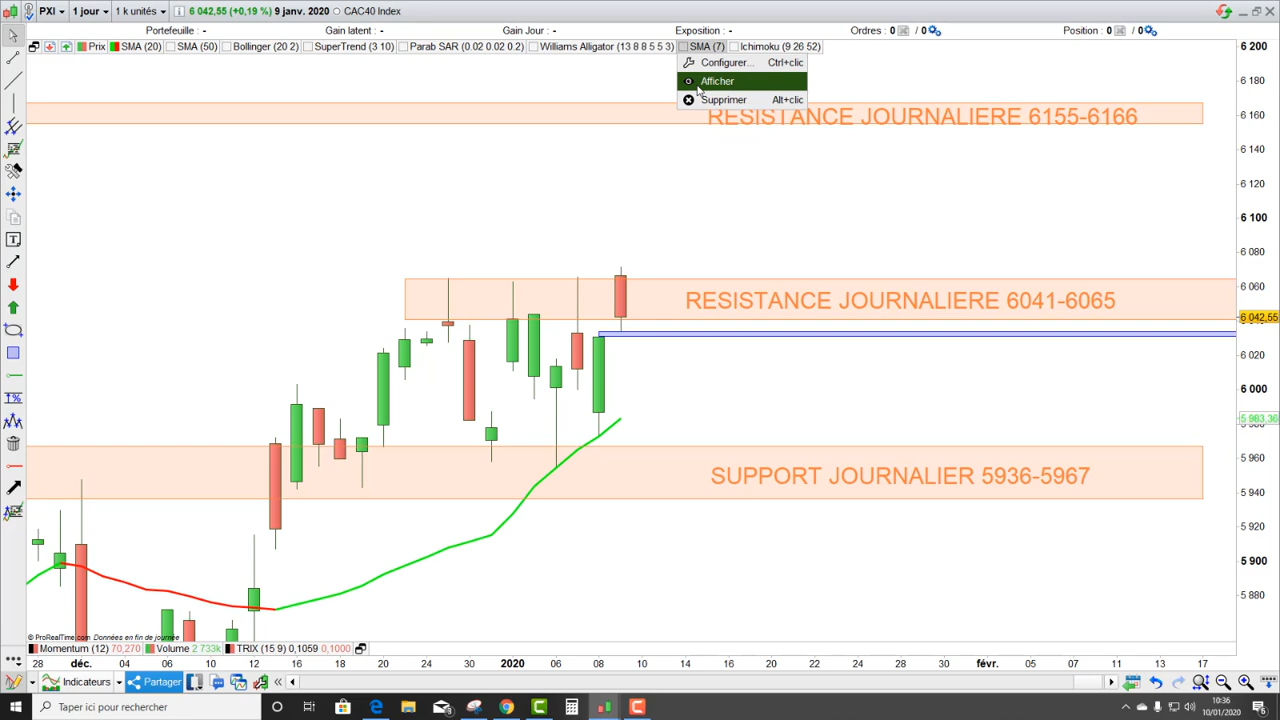 PXI 1 jour 1 k unités 6 042,55 (+0,19 %) 9 janv. 2020 CAC40 Index
Portefeuille : - Gain latent : - Gain Jour : - Exposition : - Ordres : 0 / 0 Position : 0 / 0
Prix SMA (20) SMA (50) Bollinger (20 2) SuperTrend (3 10) Parab SAR (0.02 0.02 0.2) Williams Alligator (13 8 8 5 5 3) SMA (7) Ichimoku (9 26 52)
Configurer... Ctrl+clic
Afficher
Supprimer Alt+clic
6 200
6 180
6 160
6 140
6 120
6 100
6 080
6 060
6 042,55
6 020
6 000
5 983,36
5 960
5 940
5 920
5 900
5 880
RESISTANCE JOURNALIERE 6155-6166
RESISTANCE JOURNALIERE 6041-6065
SUPPORT JOURNALIER 5936-5967
© ProRealTime.com Données en fin de journée
Momentum (12) 70,270 Volume 2 733k TRIX (15 9) 0,1059 0,1000
28 déc. 04 06 10 12 16 18 20 24 26 30 2020 06 08 10 14 16 20 22 24 28 30 févr. 05 07 11 13 17
Indicateurs Partager
Taper ici pour rechercher
10:36
10/01/2020